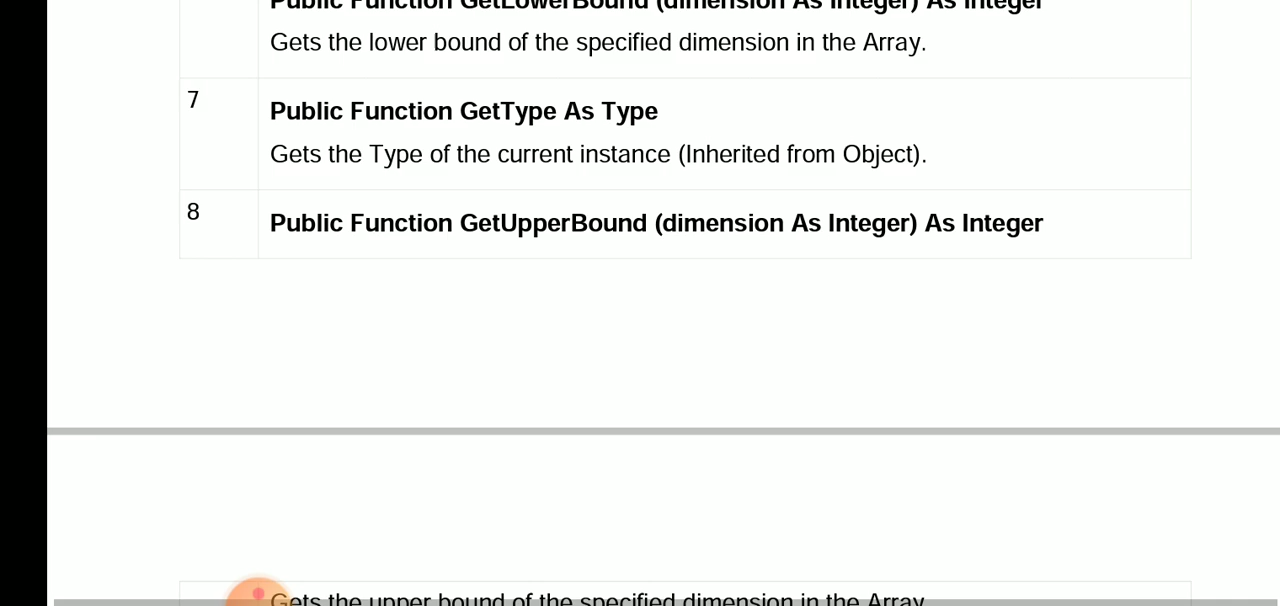 Public Function GetLowerBound (dimension As Integer) As Integer
Gets the lower bound of the specified dimension in the Array.
7
Public Function GetType As Type
Gets the Type of the current instance (Inherited from Object).
8
Public Function GetUpperBound (dimension As Integer) As Integer
Gets the upper bound of the specified dimension in the Array.